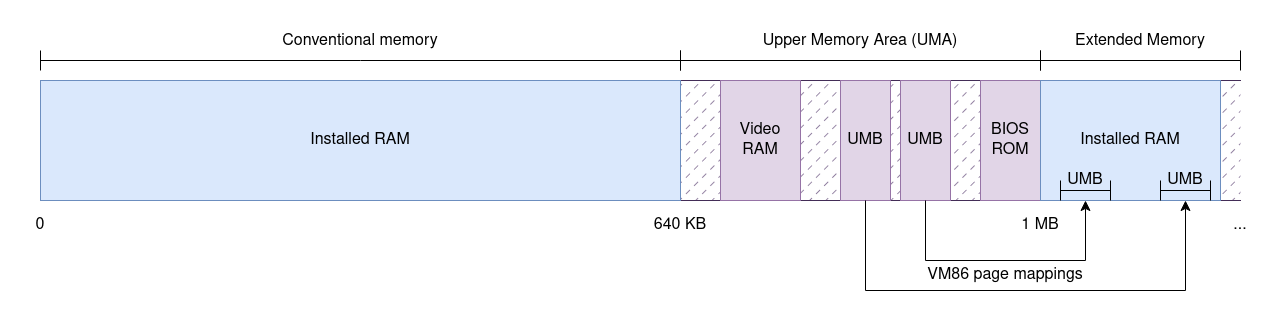 Conventional memory
Upper Memory Area (UMA)
Extended Memory
Installed RAM
Video
RAM
UMB
UMB
BIOS
ROM
Installed RAM
UMB
UMB
0
640 KB
1 MB
...
VM86 page mappings